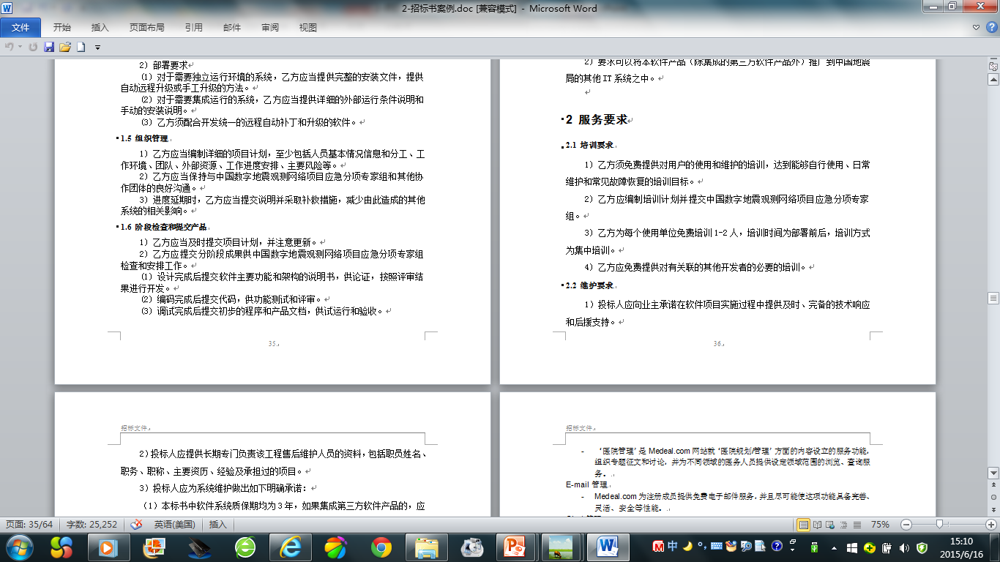 2-招标书案例.doc [兼容模式] - Microsoft Word
文件 开始 插入 页面布局 引用 邮件 审阅 视图
2）部署要求
（1）对于需要独立运行环境的系统，乙方应当提供完整的安装文件，提供
自动远程升级或手工升级的方法。
（2）对于需要集成运行的系统，乙方应当提供详细的外部运行条件说明和
手动的安装说明。
（3）乙方须配合开发统一的远程自动补丁和升级的软件。
1.5 组织管理
1）乙方应当编制详细的项目计划，至少包括人员基本情况信息和分工、工
作环境、团队、外部资源、工作进度安排、主要风险等。
2）乙方应当保持与中国数字地震观测网络项目应急分项专家组和其他协
作团体的良好沟通。
3）进度延期时，乙方应当提交说明并采取补救措施，减少由此造成的其他
系统的相关影响。
1.6 阶段检查和提交产品
1）乙方应当及时提交项目计划，并注意更新。
2）乙方应提交分阶段成果供中国数字地震观测网络项目应急分项专家组
检查和安排工作。
（1）设计完成后提交软件主要功能和架构的说明书，供论证，按照评审结
果进行开发。
（2）编码完成后提交代码，供功能测试和评审。
（3）调试完成后提交初步的程序和产品文档，供试运行和验收。
35
2）要求可以将本软件产品（除集成的第三方软件产品外）推广到中国地震
局的其他 IT 系统之中。
2 服务要求
2.1 培训要求
1）乙方须免费提供对用户的使用和维护的培训，达到能够自行使用、日常
维护和常见故障恢复的培训目标。
2）乙方应编制培训计划并提交中国数字地震观测网络项目应急分项专家
组。
3）乙方为每个使用单位免费培训 1-2 人，培训时间为部署前后，培训方式
为集中培训。
4）乙方应免费提供对有关联的其他开发者的必要的培训。
2.2 维护要求
1）投标人应向业主承诺在软件项目实施过程中提供及时、完备的技术响应
和后援支持。
36
招标文件
2）投标人应提供长期专门负责该工程售后维护人员的资料，包括职员姓名、
职务、职称、主要资历、经验及承担过的项目。
3）投标人应为系统维护做出如下明确承诺：
（1）本标书中软件系统质保期均为 3 年，如果集成第三方软件产品的，应
招标文件
- ‘医院管理’是 Medeal.com 网站就‘医院规划/管理’方面的内容设立的服务功能，
组织专题征文和讨论，并为不同领域的医务人员提供设定领域范围的浏览、查询服
务。
E-mail 管理
- Medeal.com 为注册成员提供免费电子邮件服务，并且尽可能使这项功能具备完善、
灵活、安全等性能。
页面: 35/64 字数: 25,252 英语(美国) 插入 75%
中
15:10
2015/6/16